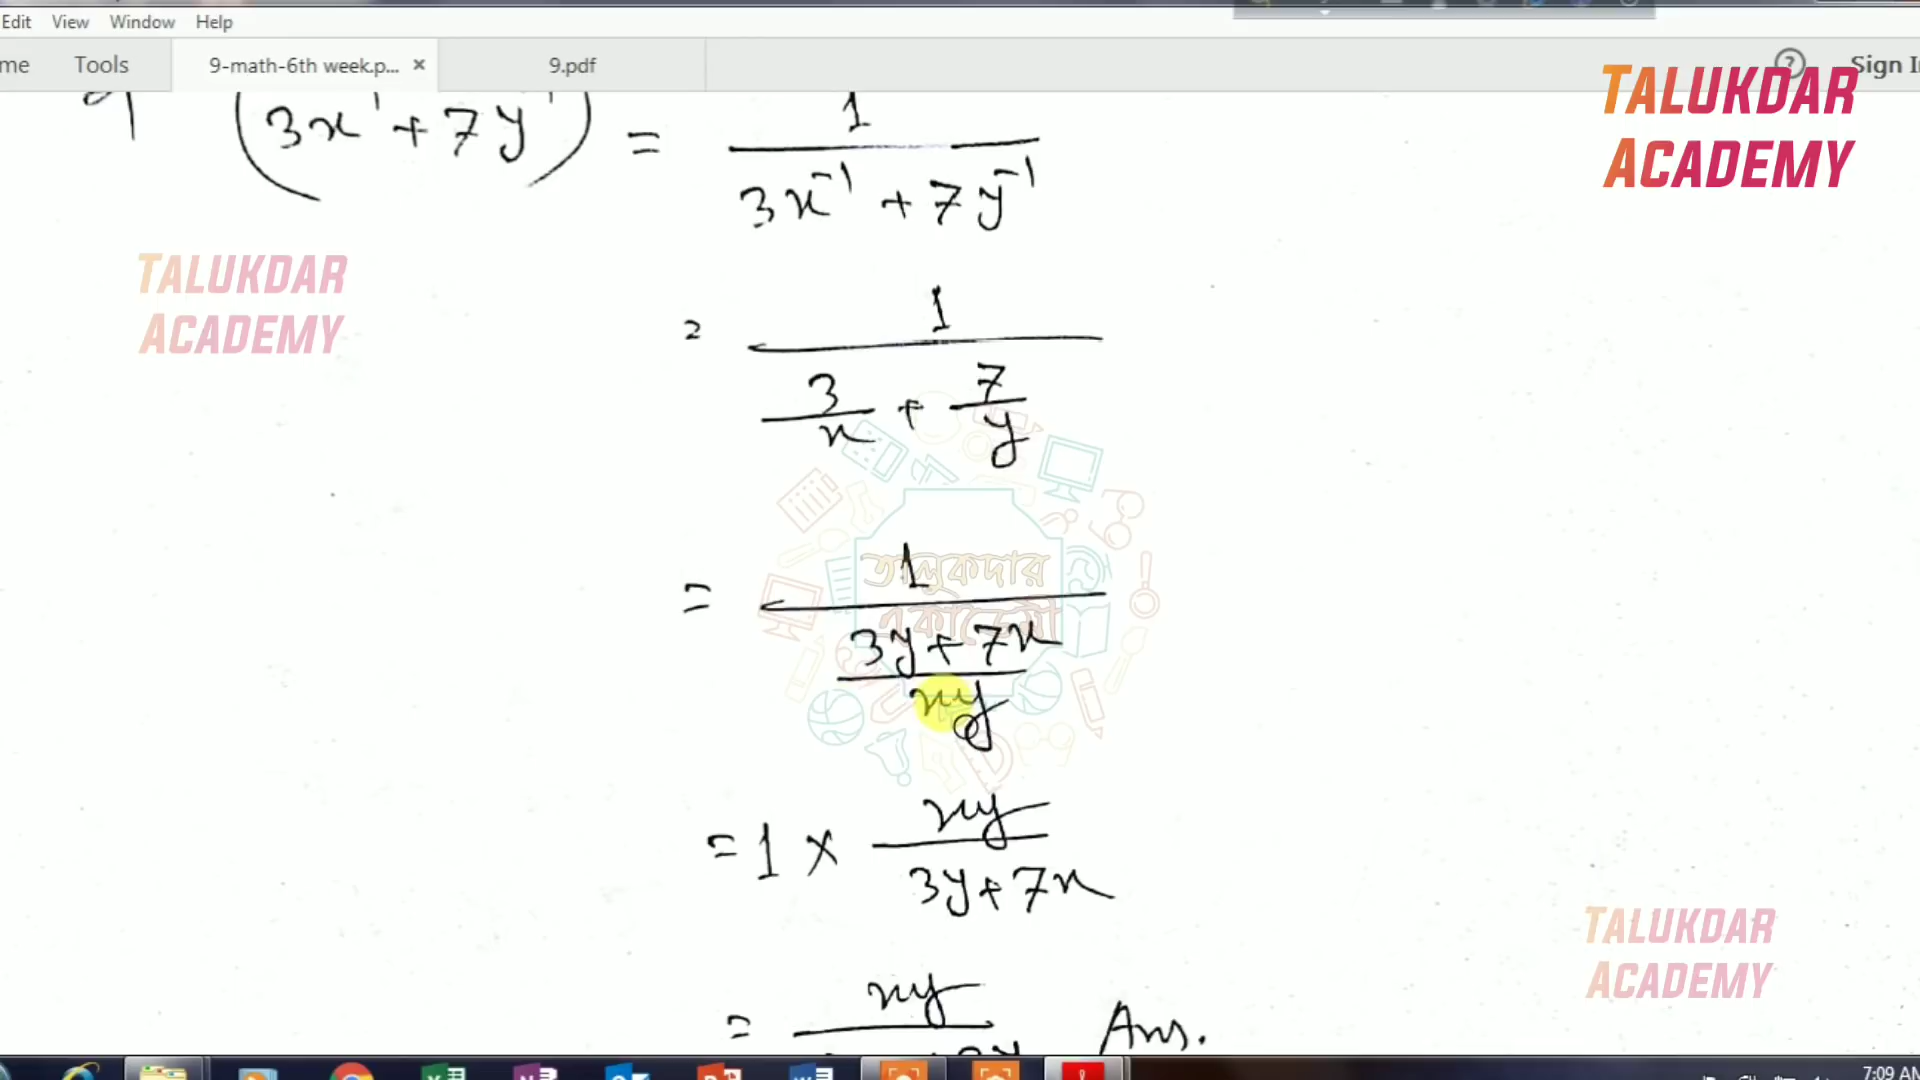 Edit View Window Help
me Tools 9-math-6th week.p... × 9.pdf ? Sign I
TALUKDAR
ACADEMY
(3x⁻¹ + 7y⁻¹) = 1 / (3x⁻¹ + 7y⁻¹)
TALUKDAR
ACADEMY
= 1 / (3/x + 7/y)
তালুকদার
একাডেমী
= 1 / ((3y + 7x) / xy)
= 1 × xy / (3y + 7x)
TALUKDAR
ACADEMY
= xy Ans.
7:09 AM